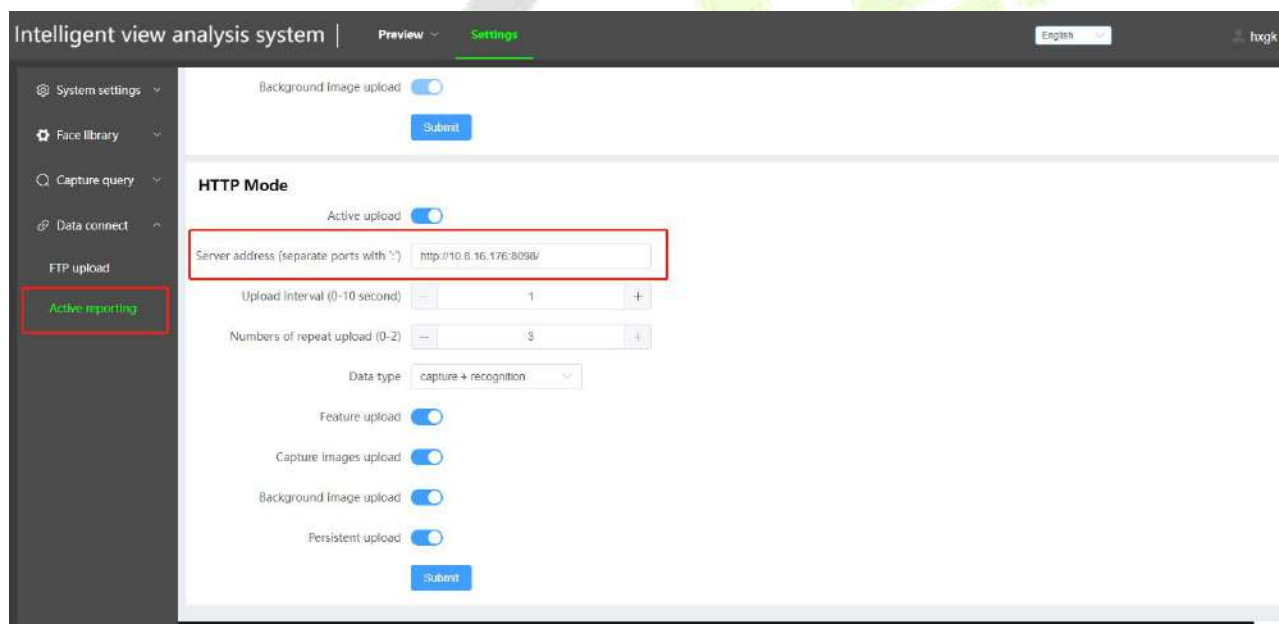 Intelligent view analysis system | Preview Settings English hxgk
System settings
Face library
Capture query
Data connect
FTP upload
Active reporting
Background image upload
Submit
HTTP Mode
Active upload
Server address (separate ports with ':') http://10.8.16.176:8098/
Upload interval (0-10 second) — 1 +
Numbers of repeat upload (0-2) — 3 +
Data type capture + recognition
Feature upload
Capture images upload
Background image upload
Persistent upload
Submit